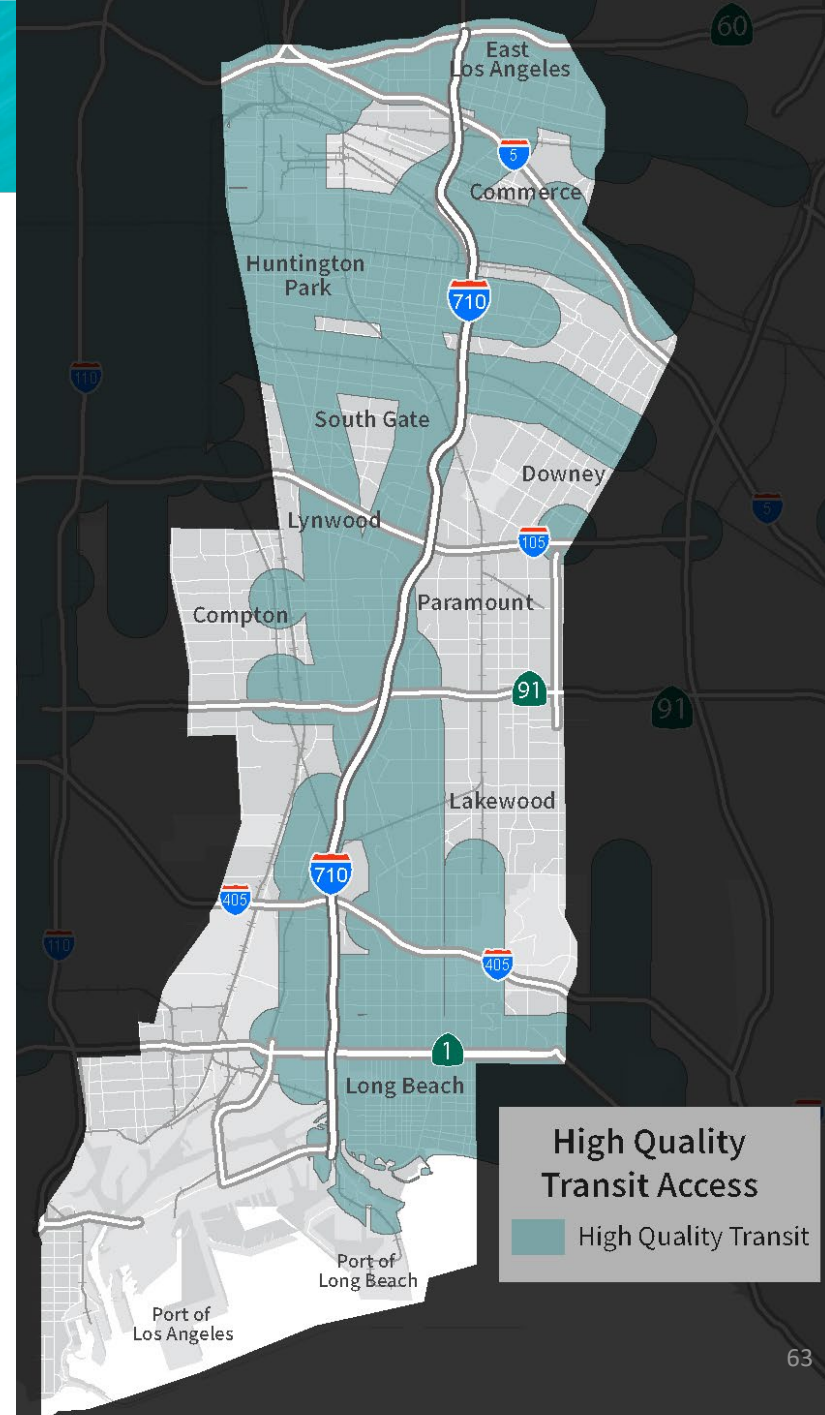 60
East
Los Angeles
5
Commerce
Huntington
Park
710
110
South Gate
Downey
5
Lynwood
105
Compton
Paramount
91
91
Lakewood
710
405
110
405
1
Long Beach
High Quality
Transit Access
High Quality Transit
Port of
Long Beach
Port of
Los Angeles
63